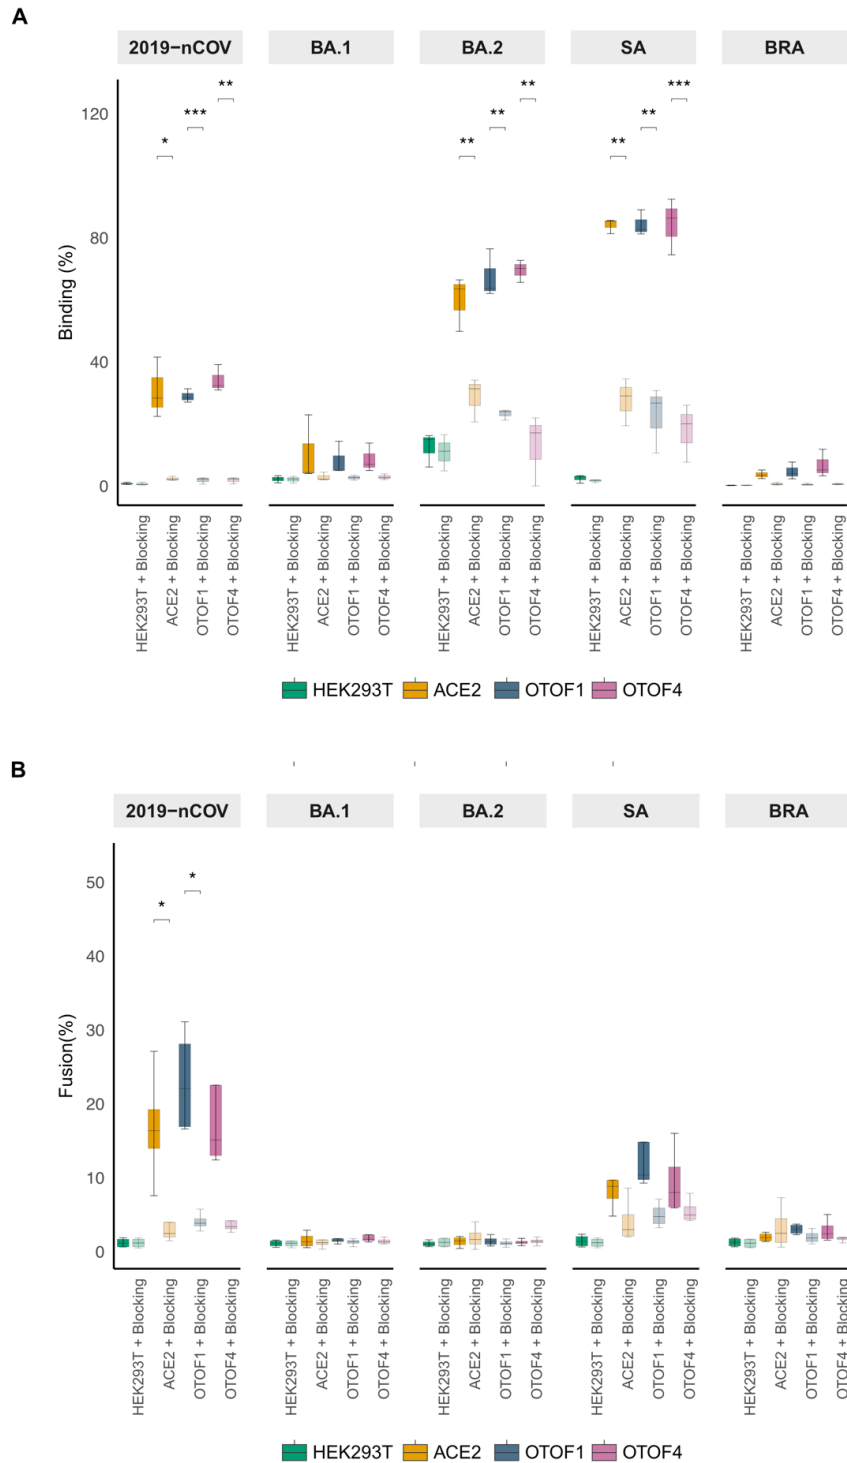 A
2019−nCOV BA.1 BA.2 SA BRA
Binding (%)
120
80
40
0
* *** **
** ** **
** ** ***
HEK293T + Blocking ACE2 + Blocking OTOF1 + Blocking OTOF4 + Blocking
HEK293T + Blocking ACE2 + Blocking OTOF1 + Blocking OTOF4 + Blocking
HEK293T + Blocking ACE2 + Blocking OTOF1 + Blocking OTOF4 + Blocking
HEK293T + Blocking ACE2 + Blocking OTOF1 + Blocking OTOF4 + Blocking
HEK293T + Blocking ACE2 + Blocking OTOF1 + Blocking OTOF4 + Blocking
HEK293T ACE2 OTOF1 OTOF4
B
2019−nCOV BA.1 BA.2 SA BRA
Fusion(%)
50
40
30
20
10
0
* *
HEK293T + Blocking ACE2 + Blocking OTOF1 + Blocking OTOF4 + Blocking
HEK293T + Blocking ACE2 + Blocking OTOF1 + Blocking OTOF4 + Blocking
HEK293T + Blocking ACE2 + Blocking OTOF1 + Blocking OTOF4 + Blocking
HEK293T + Blocking ACE2 + Blocking OTOF1 + Blocking OTOF4 + Blocking
HEK293T + Blocking ACE2 + Blocking OTOF1 + Blocking OTOF4 + Blocking
HEK293T ACE2 OTOF1 OTOF4